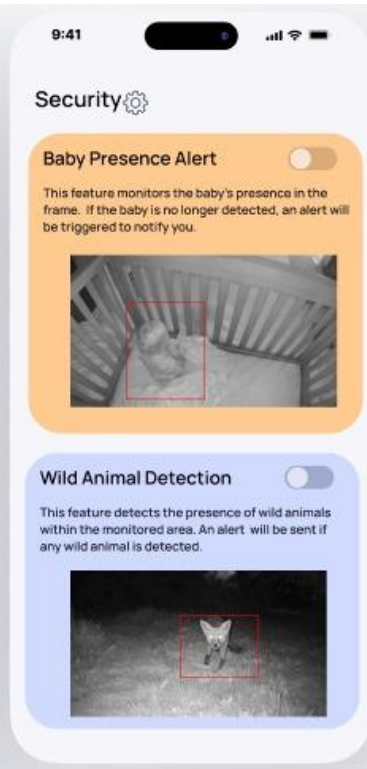 9:41
Security
Baby Presence Alert
This feature monitors the baby's presence in the
frame. If the baby is no longer detected, an alert will
be triggered to notify you.
Wild Animal Detection
This feature detects the presence of wild animals
within the monitored area. An alert will be sent if
any wild animal is detected.